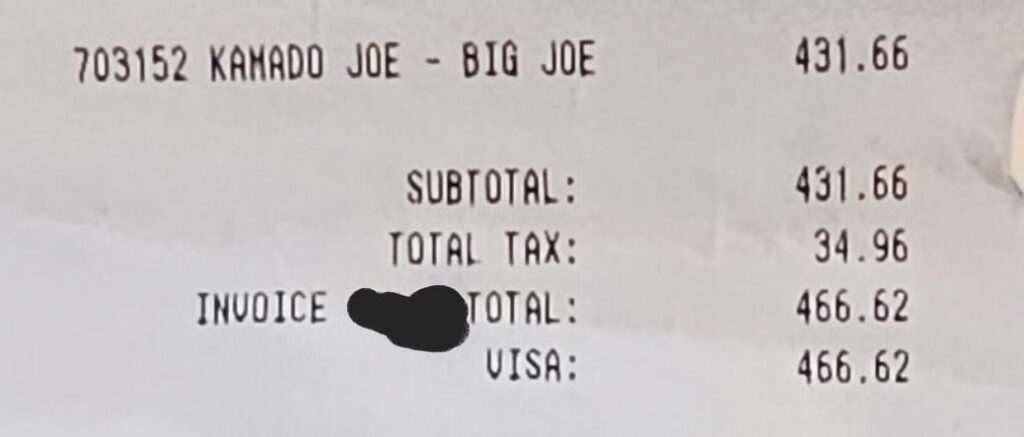 703152 KAMADO JOE - BIG JOE 431.66
SUBTOTAL: 431.66
TOTAL TAX: 34.96
INVOICE TOTAL: 466.62
VISA: 466.62